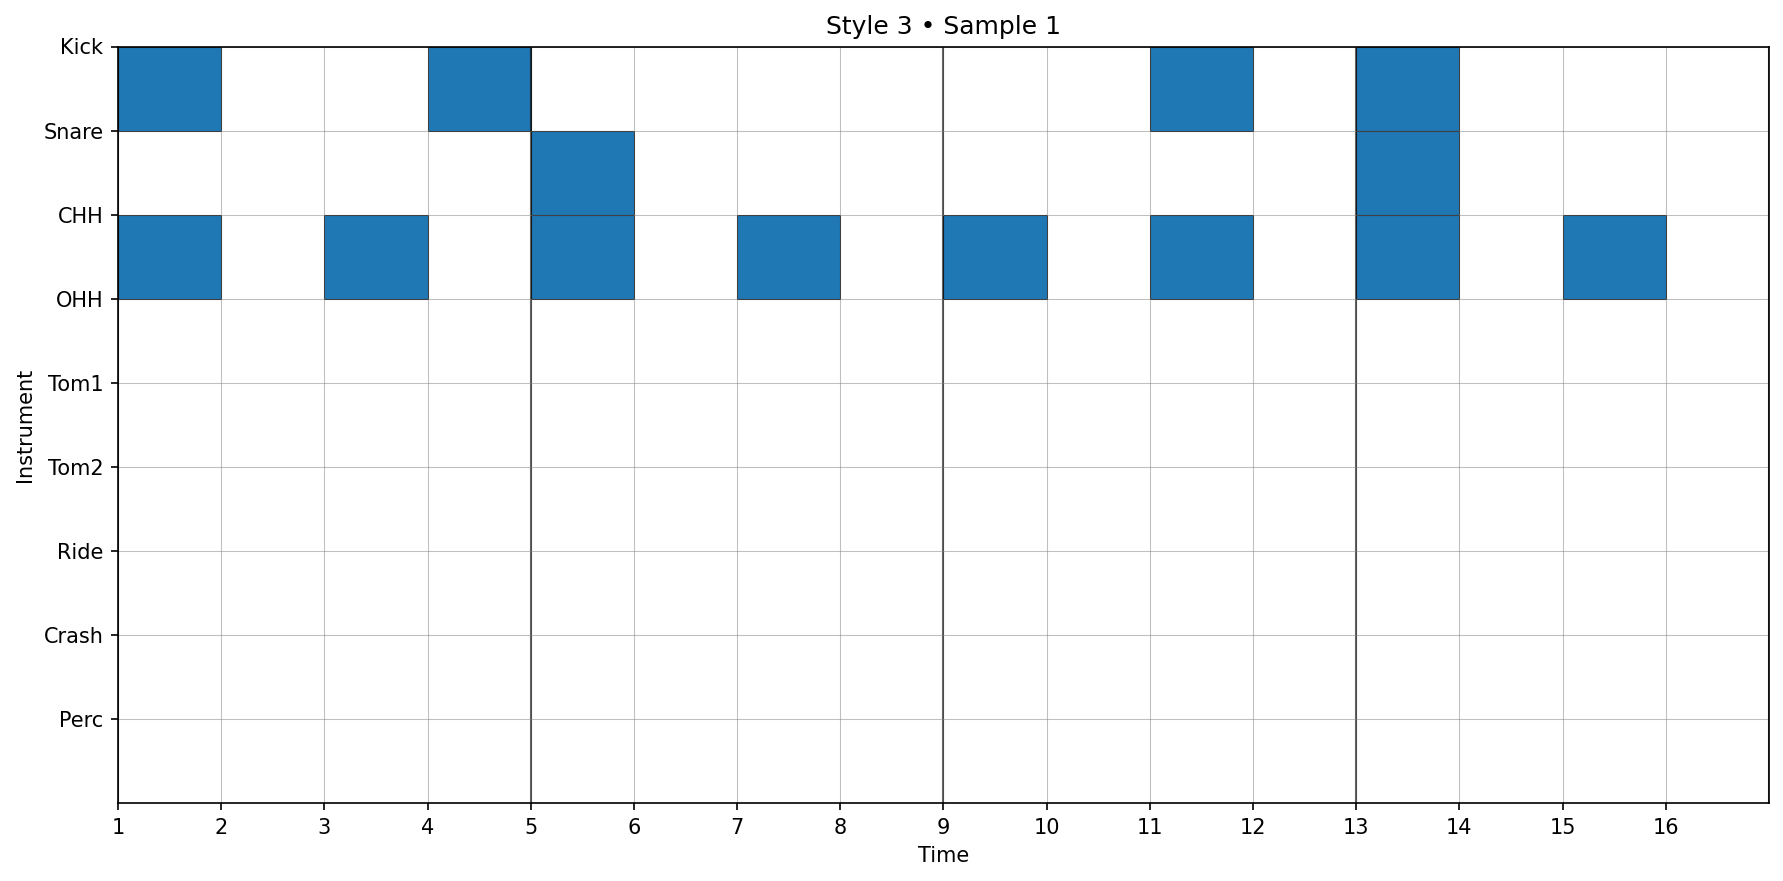 Style 3 • Sample 1
Kick
Snare
CHH
OHH
Tom1
Tom2
Ride
Crash
Perc
Instrument
1 2 3 4 5 6 7 8 9 10 11 12 13 14 15 16
Time